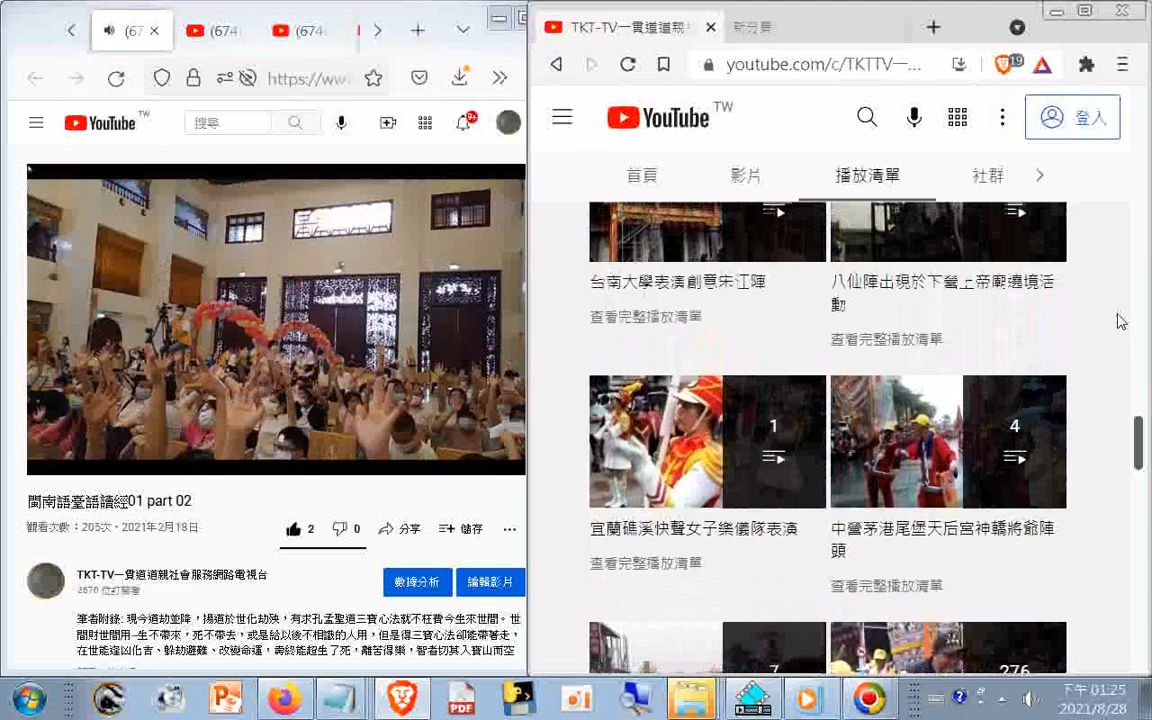 (67
(674
(674
https://www
YouTube TW
搜尋
9+
閩南語臺語讀經01 part 02
觀看次數：205次・2021年2月18日
2
0
分享
儲存
TKT-TV一貫道道親社會服務網路電視台
2670 位訂閱者
數據分析
編輯影片
筆者附錄: 現今道劫並降，揚道於世化劫殃，有求孔孟聖道三寶心法就不枉費今生來世間。世
間財世間用一生不帶來，死不帶去，或是給以後不相識的人用，但是得三寶心法卻能帶著走，
在世能逢凶化吉、躲劫避難、改變命運，壽終能超生了死，離苦得樂，智者切莫入寶山而空
TKT-TV一貫道道親
新分頁
youtube.com/c/TKTTV一...
19
YouTube TW
登入
首頁
影片
播放清單
社群
台南大學表演創意宋江陣
查看完整播放清單
八仙陣出現於下營上帝廟遶境活
動
查看完整播放清單
1
宜蘭礁溪快聲女子樂儀隊表演
查看完整播放清單
4
中營茅港尾堡天后宮神轎將爺陣
頭
查看完整播放清單
7
276
PDF
下午 01:25
2021/8/28